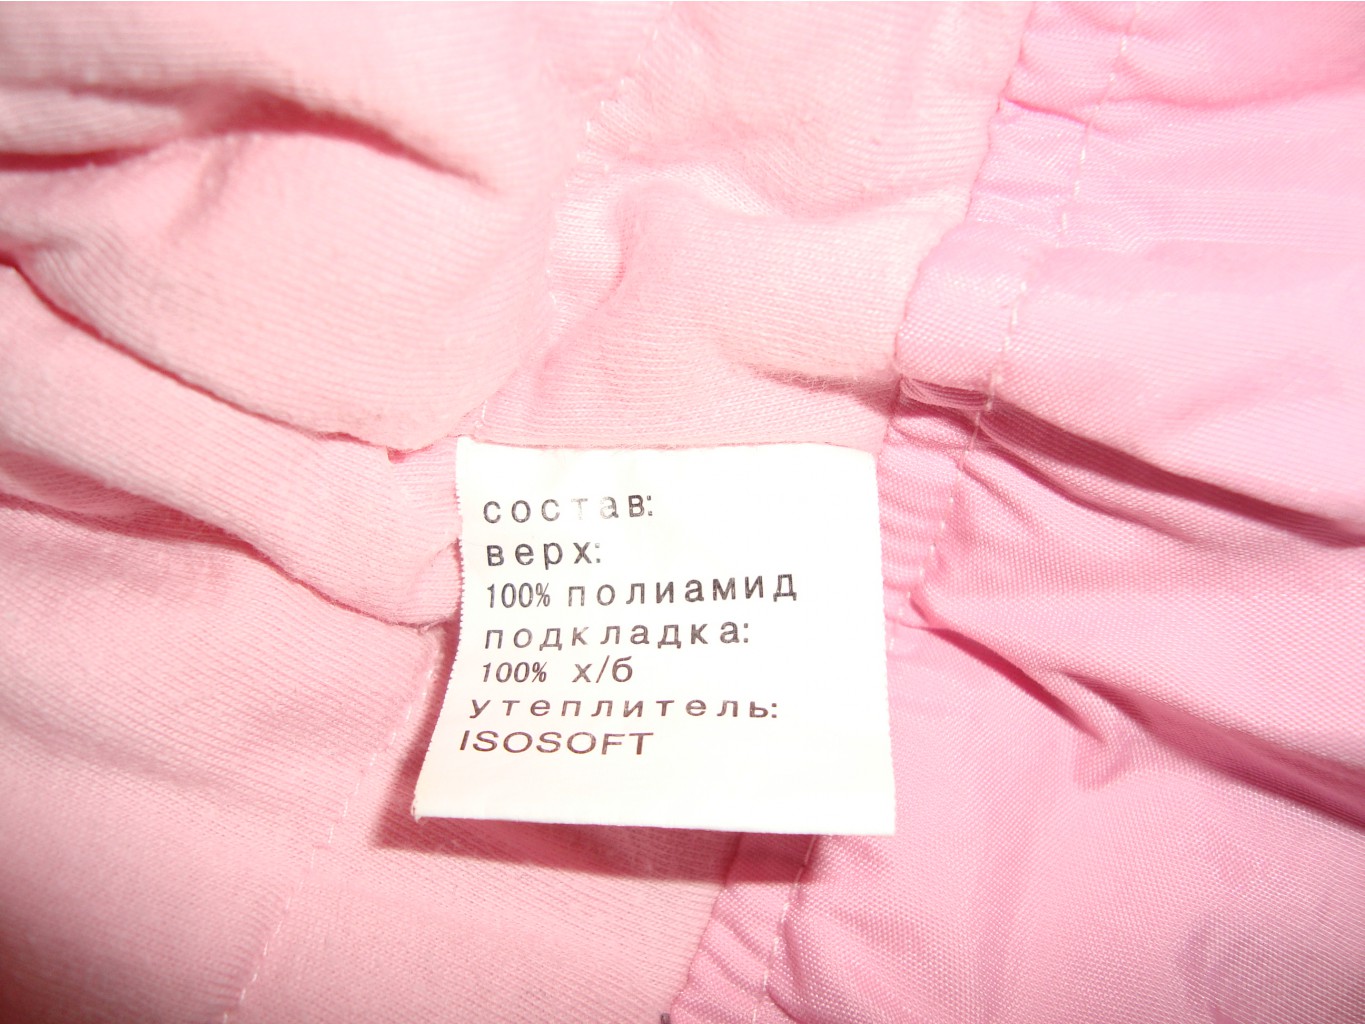 состав:
верх:
100% полиамид
подкладка:
100% х/б
утеплитель:
ISOSOFT